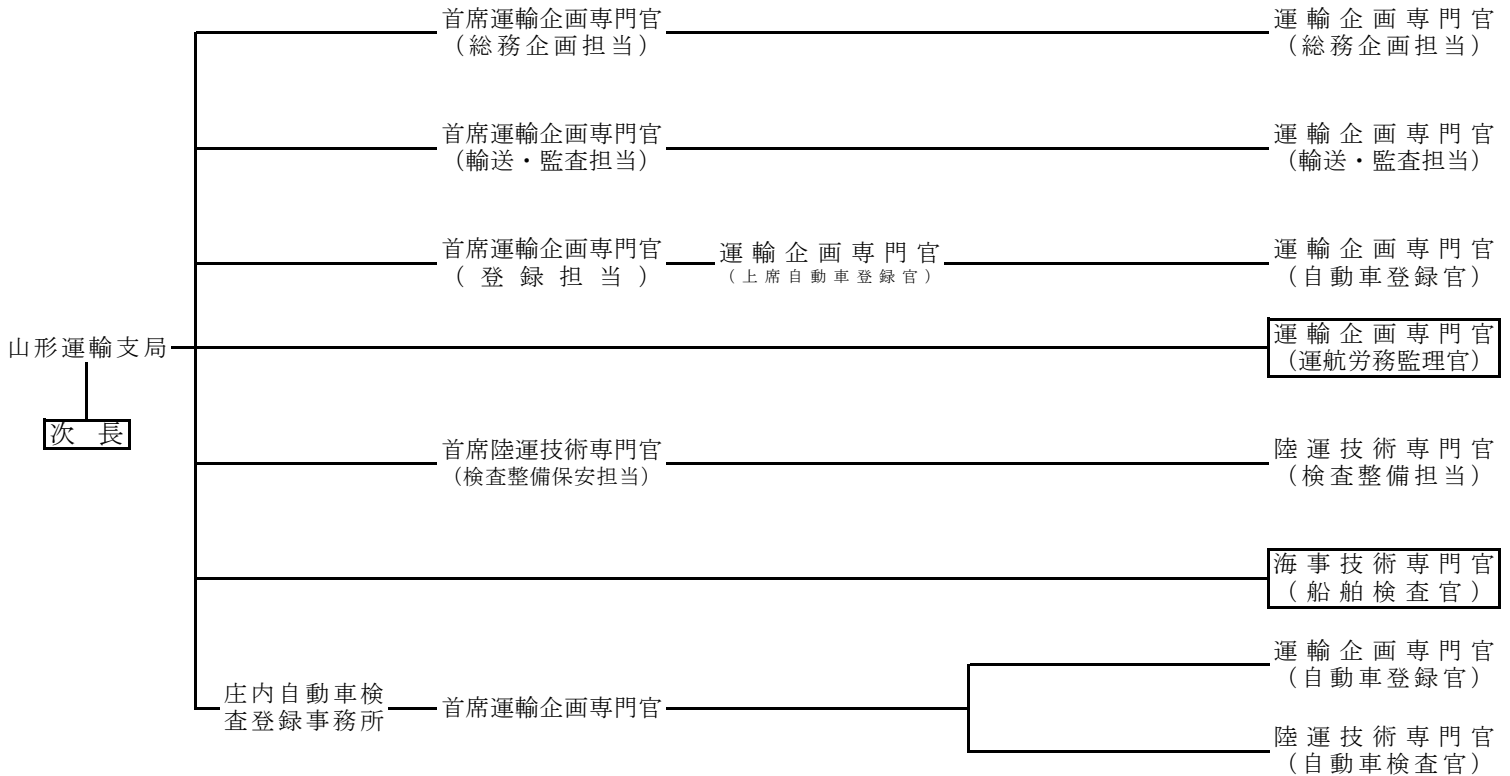 首席運輸企画専門官
（総務企画担当）
運輸企画専門官
（総務企画担当）
首席運輸企画専門官
（輸送・監査担当）
運輸企画専門官
（輸送・監査担当）
首席運輸企画専門官
（登録担当）
運輸企画専門官
（上席自動車登録官）
運輸企画専門官
（自動車登録官）
山形運輸支局
次長
運輸企画専門官
（運航労務監理官）
首席陸運技術専門官
（検査整備保安担当）
陸運技術専門官
（検査整備担当）
海事技術専門官
（船舶検査官）
庄内自動車検
査登録事務所
首席運輸企画専門官
運輸企画専門官
（自動車登録官）
陸運技術専門官
（自動車検査官）